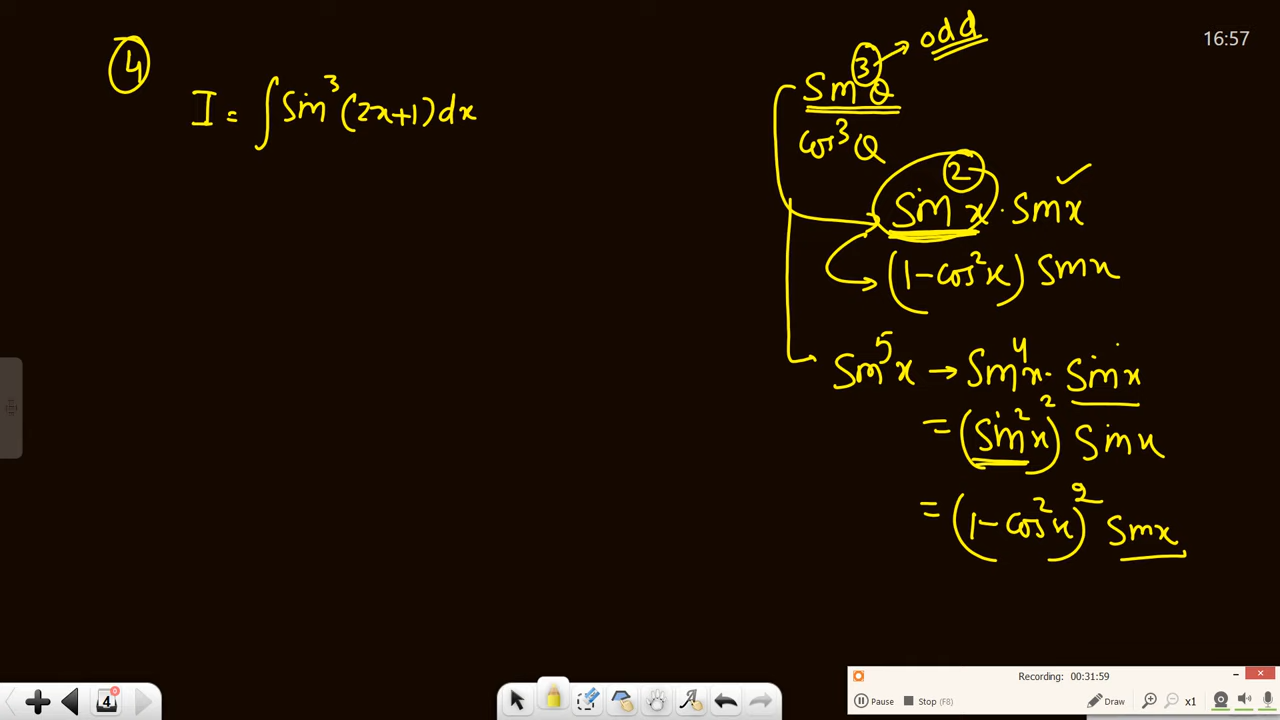 ④
I = ∫ Sin³(2x+1)dx
Sin³θ → odd
cos³θ
Sin²x · Sinx ✓
(1-cos²x) Sinx
Sin⁵x → Sin⁴x · Sinx
= (Sin²x)² Sinx
= (1-cos²x)² Sinx
16:57
4
0
Recording: 00:31:59
Pause Stop (F8) Draw x1